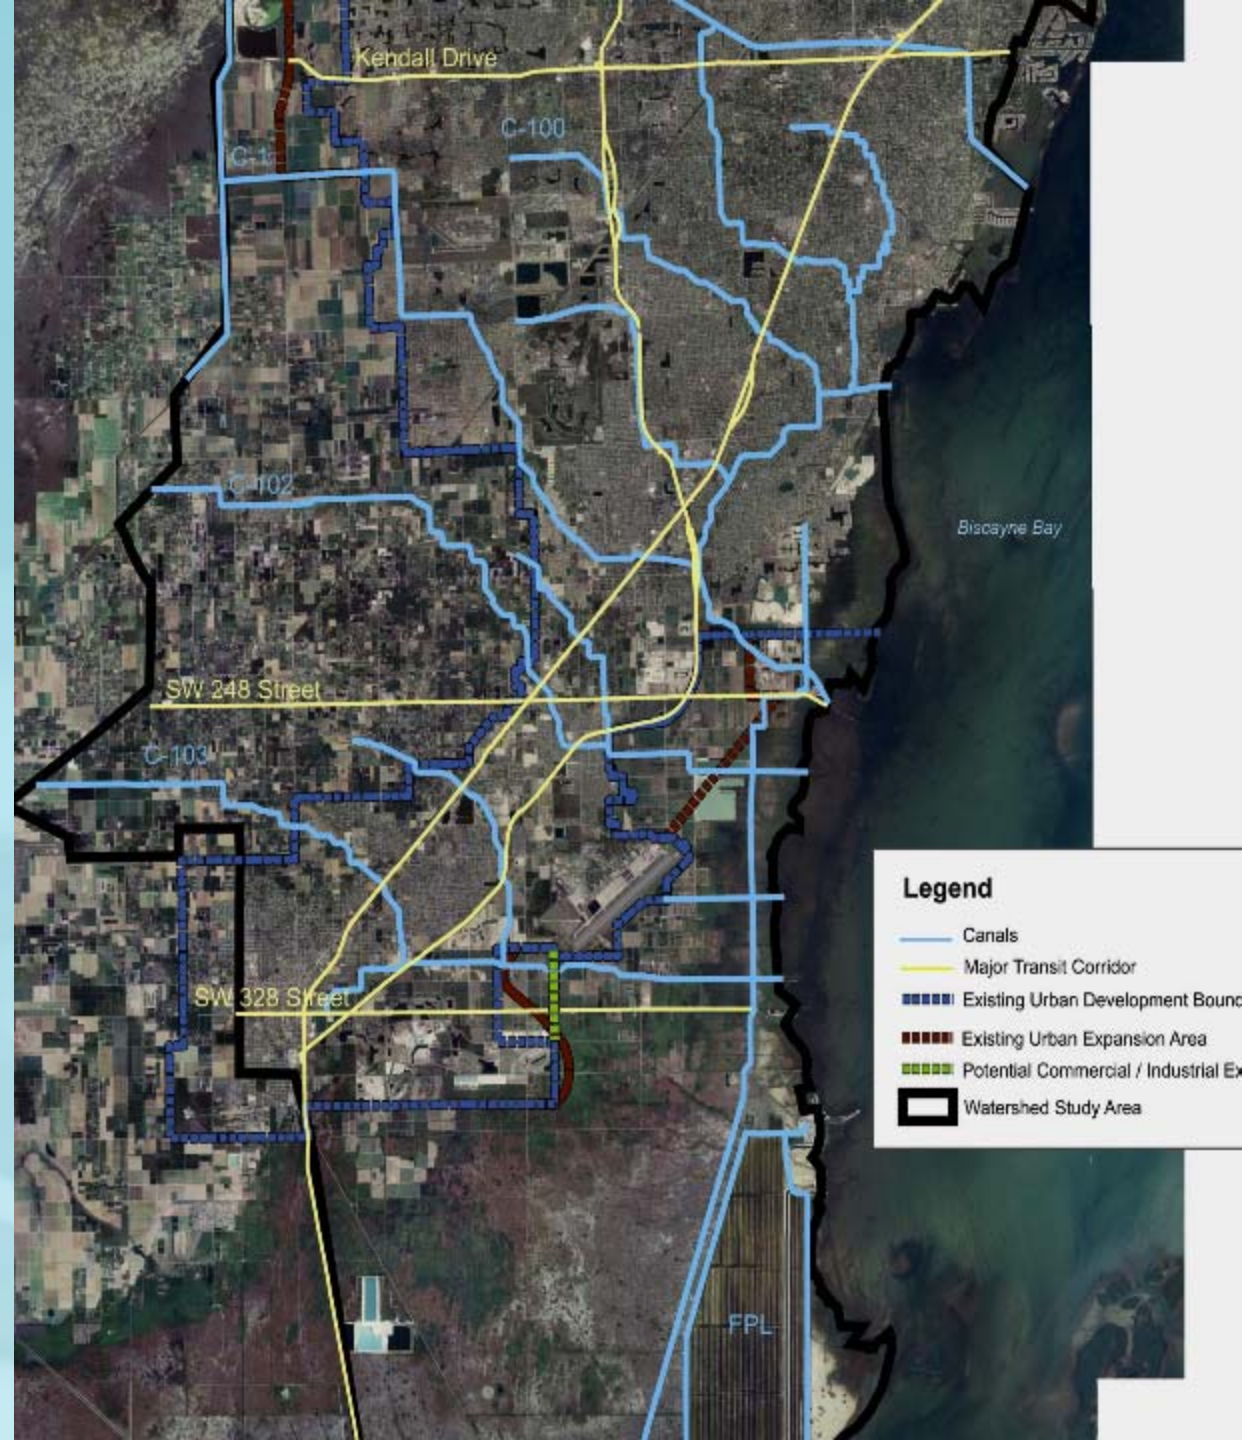 Kendall Drive
C-100
C-1
C-102
Biscayne Bay
SW 248 Street
C-103
Legend
Canals
Major Transit Corridor
Existing Urban Development Bound
SW 328 Street
Existing Urban Expansion Area
Potential Commercial / Industrial Ex
Watershed Study Area
FPL